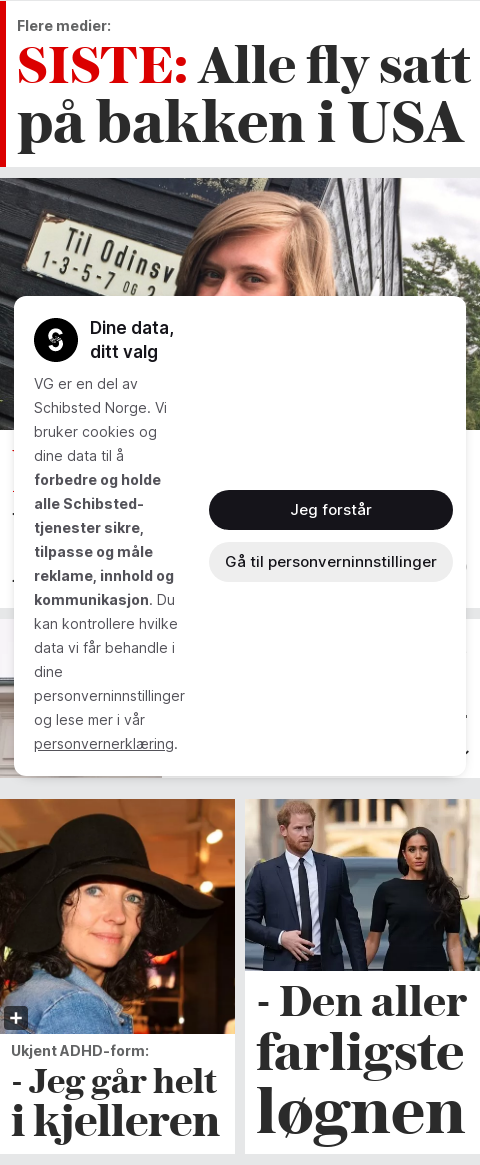 Flere medier:
SISTE: Alle fly satt
på bakken i USA
Til Odinsv
1-3-5-7 OG
Dine data,
ditt valg
VG er en del av
Schibsted Norge. Vi
bruker cookies og
dine data til å
forbedre og holde
alle Schibsted-
tjenester sikre,
tilpasse og måle
reklame, innhold og
kommunikasjon. Du
kan kontrollere hvilke
data vi får behandle i
dine
personverninnstillinger
og lese mer i vår
personvernerklæring.
Jeg forstår
Gå til personverninnstillinger
Ukjent ADHD-form:
- Jeg går helt
i kjelleren
- Den aller
farligste
løgnen